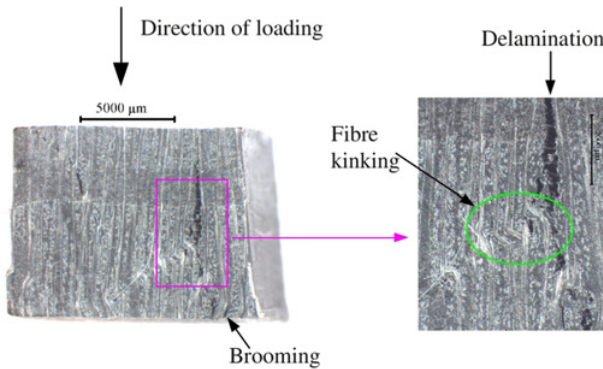 Direction of loading
5000 µm
Delamination
Fibre
kinking
Brooming